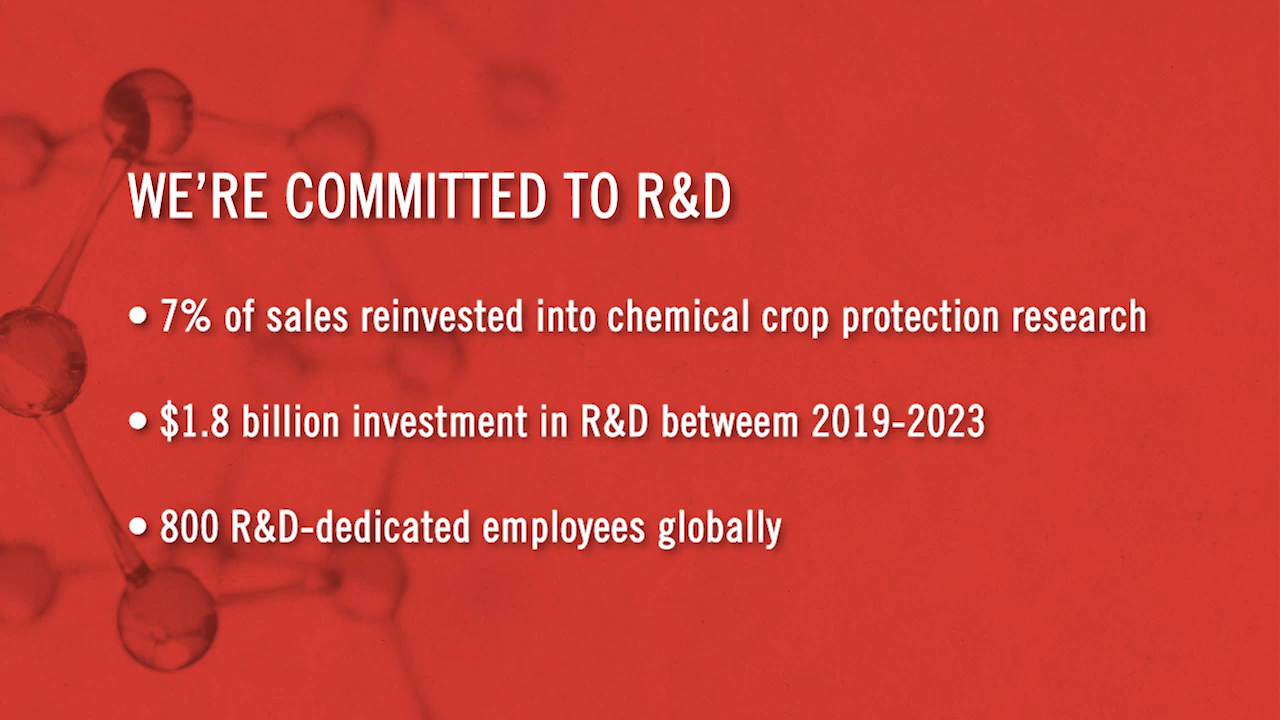 WE'RE COMMITTED TO R&D
• 7% of sales reinvested into chemical crop protection research
• $1.8 billion investment in R&D betweem 2019-2023
• 800 R&D-dedicated employees globally